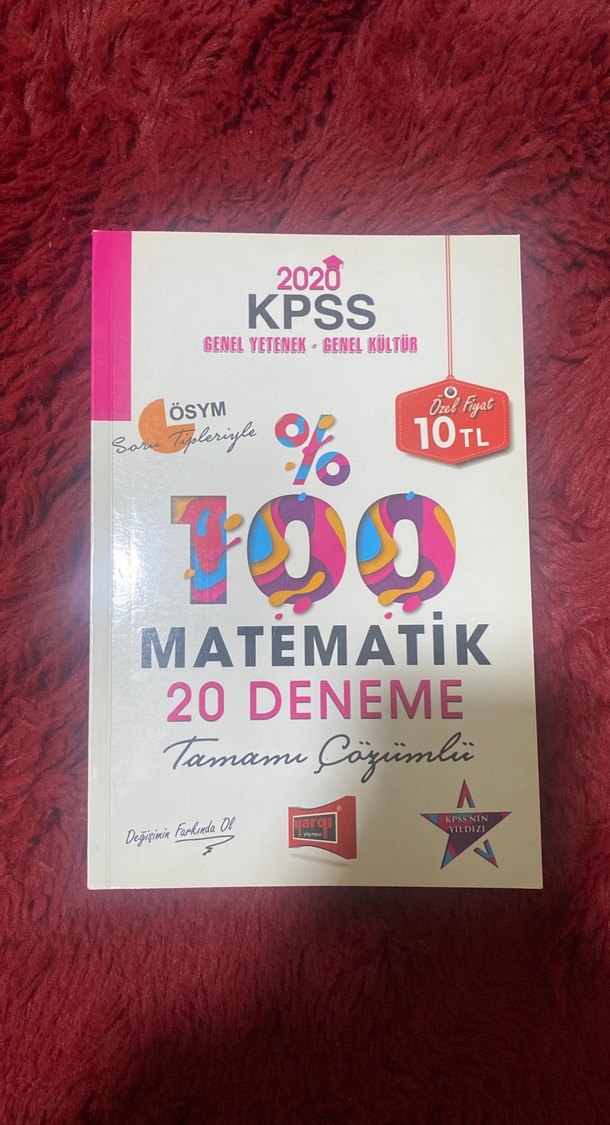 2020
KPSS
GENEL YETENEK - GENEL KÜLTÜR
Özel Fiyat
10 TL
ÖSYM
Soru Tipleriyle
%
100
MATEMATİK
20 DENEME
Tamamı Çözümlü
Değişimin Farkında Ol
yargı
yayınevi
KPSS'NİN
YILDIZI